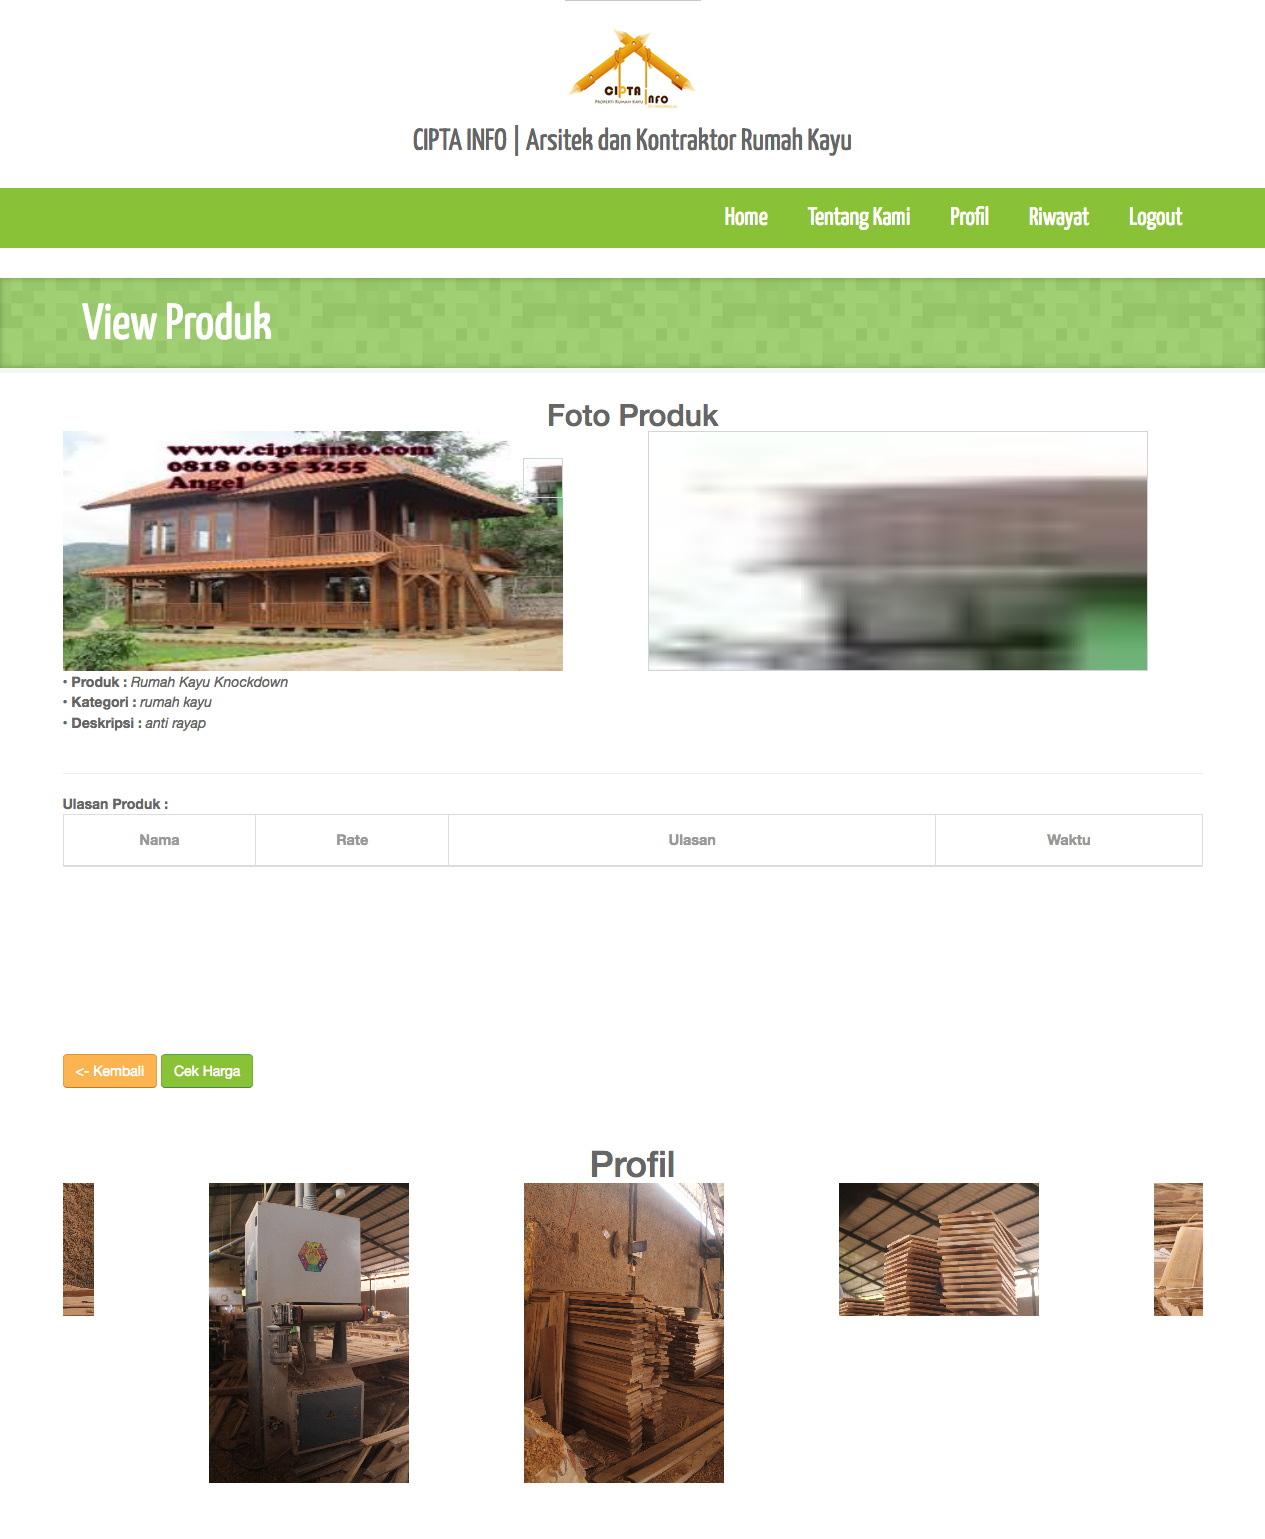 CIPTA
INFO
PROPERTI RUMAH KAYU
CIPTA INFO | Arsitek dan Kontraktor Rumah Kayu
Home Tentang Kami Profil Riwayat Logout
View Produk
Foto Produk
www.ciptainfo.com
0818 0635 3255
Angel
• Produk : Rumah Kayu Knockdown
• Kategori : rumah kayu
• Deskripsi : anti rayap
Ulasan Produk :
Nama Rate Ulasan Waktu
<- Kembali Cek Harga
Profil